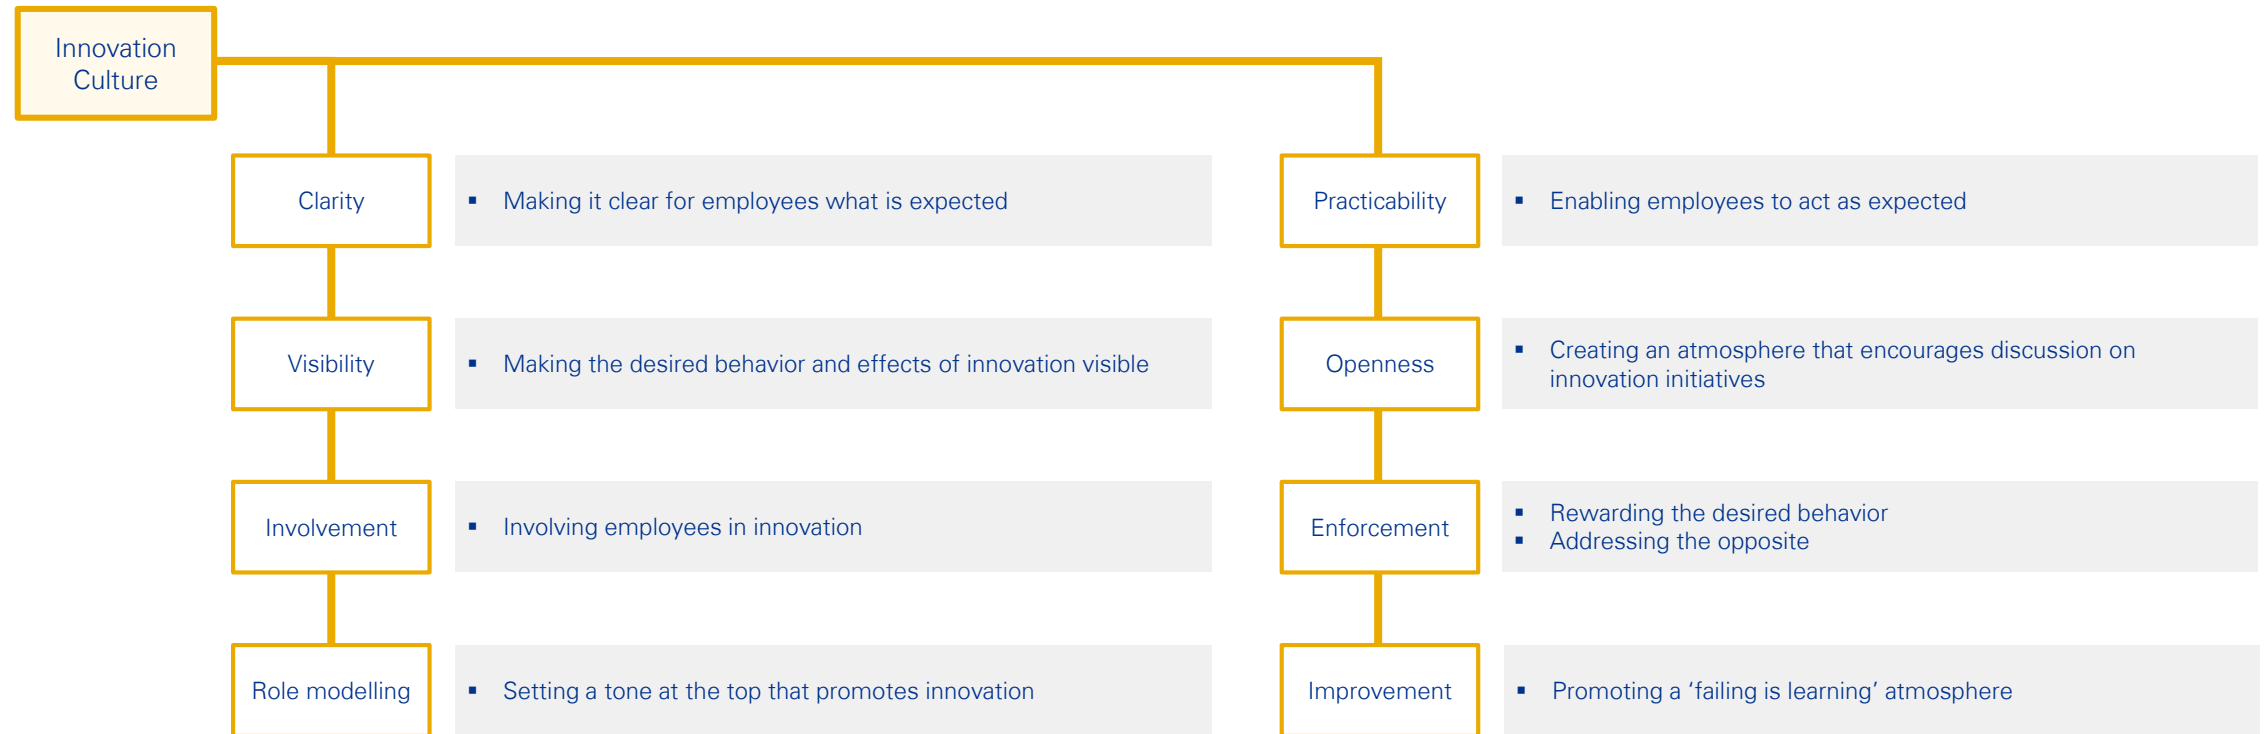 Innovation
Culture
Clarity
▪ Making it clear for employees what is expected
Visibility
▪ Making the desired behavior and effects of innovation visible
Involvement
▪ Involving employees in innovation
Role modelling
▪ Setting a tone at the top that promotes innovation
Practicability
▪ Enabling employees to act as expected
Openness
▪ Creating an atmosphere that encourages discussion on
innovation initiatives
Enforcement
▪ Rewarding the desired behavior
▪ Addressing the opposite
Improvement
▪ Promoting a ‘failing is learning’ atmosphere